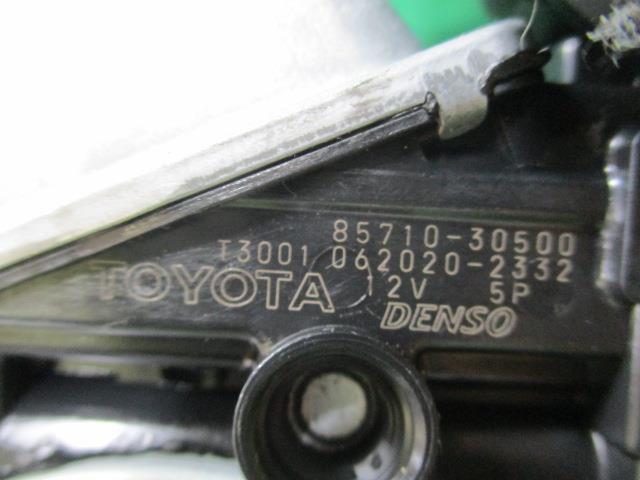 85710-30500
T3001 062020-2332
TOYOTA 12V 5P
DENSO